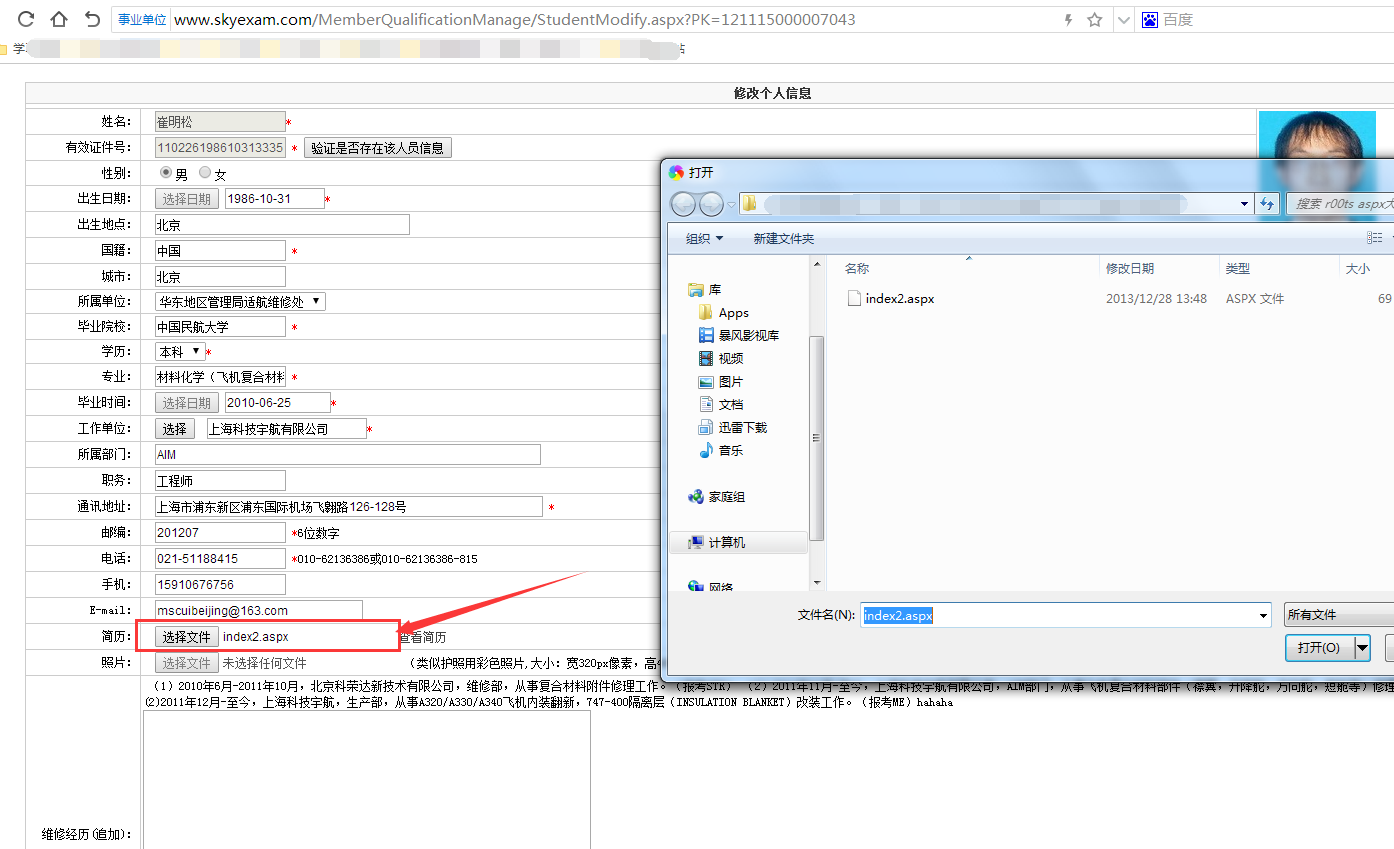 事业单位 www.skyexam.com/MemberQualificationManage/StudentModify.aspx?PK=121115000007043 百度
修改个人信息
姓名: 崔明松 *
有效证件号: 110226198610313335 * 验证是否存在该人员信息
性别: 男 女
出生日期: 选择日期 1986-10-31 *
出生地点: 北京
国籍: 中国 *
城市: 北京
所属单位: 华东地区管理局适航维修处
毕业院校: 中国民航大学 *
学历: 本科 *
专业: 材料化学（飞机复合材料 *
毕业时间: 选择日期 2010-06-25 *
工作单位: 选择 上海科技宇航有限公司 *
所属部门: AIM
职务: 工程师
通讯地址: 上海市浦东新区浦东国际机场飞翱路126-128号 *
邮编: 201207 *6位数字
电话: 021-51188415 *010-62136386或010-62136386-815
手机: 15910676756
E-mail: mscuibeijing@163.com
简历: 选择文件 index2.aspx 查看简历
照片: 选择文件 未选择任何文件 （类似护照用彩色照片,大小: 宽320px像素，高4
（1）2010年6月-2011年10月，北京科荣达新技术有限公司，维修部，从事复合材料附件修理工作。（报考STR）（2）2011年11月-至今，上海科技宇航有限公司，AIM部门，从事飞机复合材料部件（襟翼，升降舵，方向舵，短舱等）修理
(2)2011年12月-至今，上海科技宇航，生产部，从事A320/A330/A340飞机内装翻新，747-400隔离层（INSULATION BLANKET）改装工作。（报考ME）hahaha
维修经历(追加):
打开
搜索 r00ts aspx大
组织 新建文件夹
名称 修改日期 类型 大小
index2.aspx 2013/12/28 13:48 ASPX 文件 69
库
Apps
暴风影视库
视频
图片
文档
迅雷下载
音乐
家庭组
计算机
网络
文件名(N): index2.aspx 所有文件
打开(O)